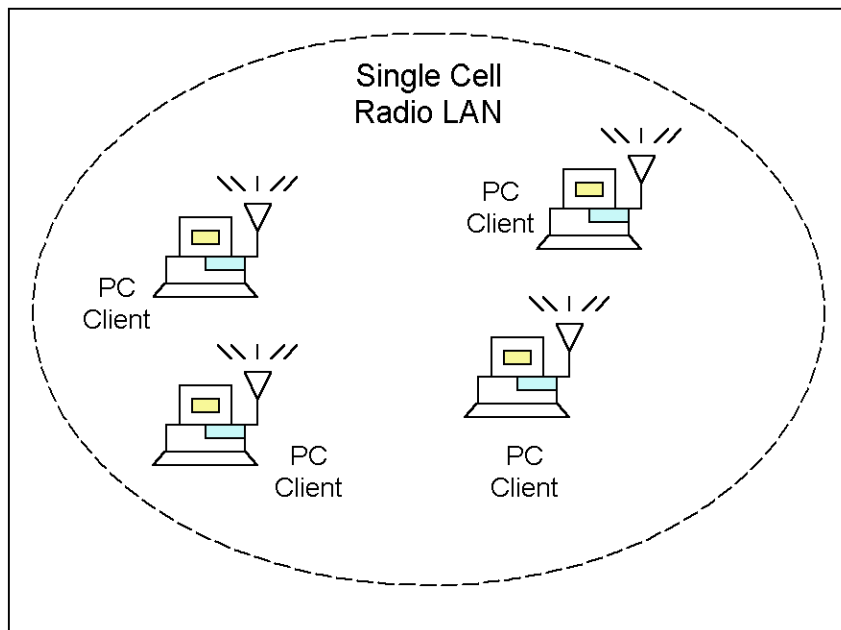 Single Cell
Radio LAN
PC
Client
PC
Client
PC
Client
PC
Client